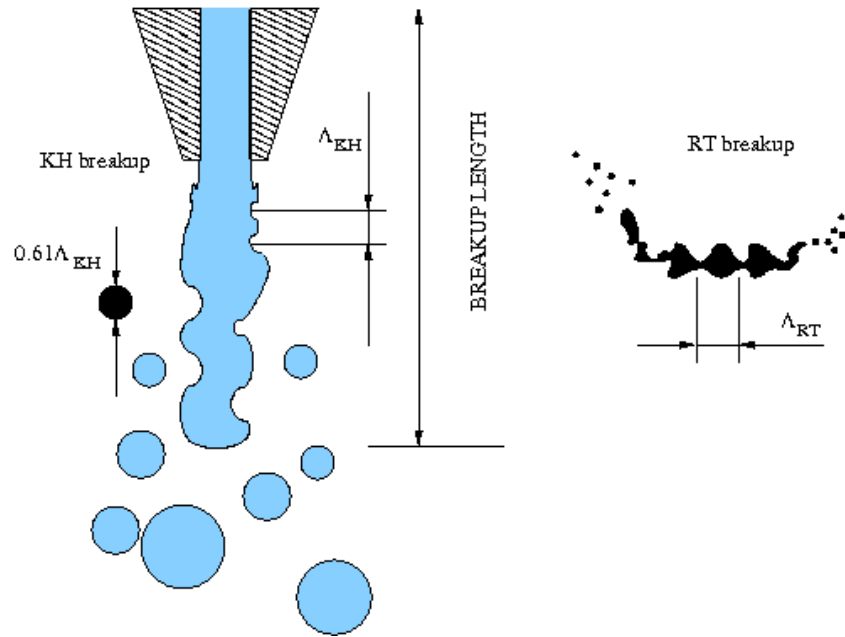 Λ_KH
KH breakup
RT breakup
BREAKUP LENGTH
0.61Λ_KH
Λ_RT